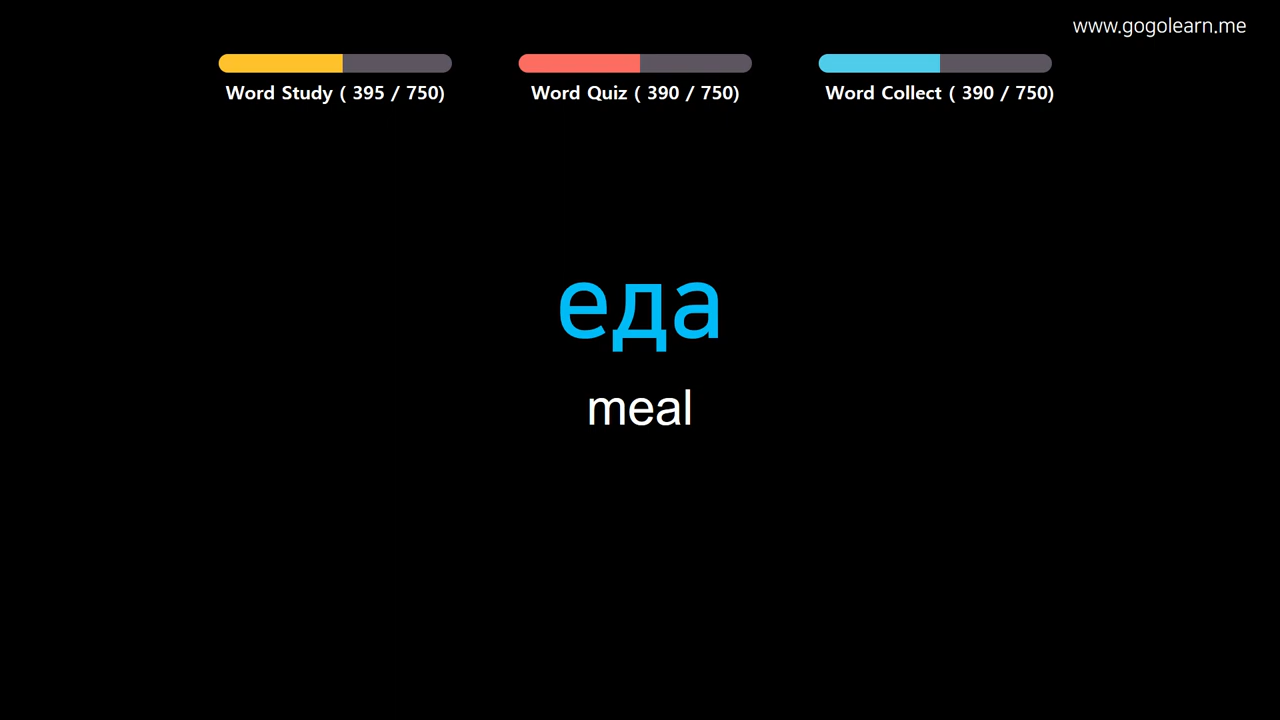 www.gogolearn.me
Word Study ( 395 / 750)
Word Quiz ( 390 / 750)
Word Collect ( 390 / 750)
еда
meal